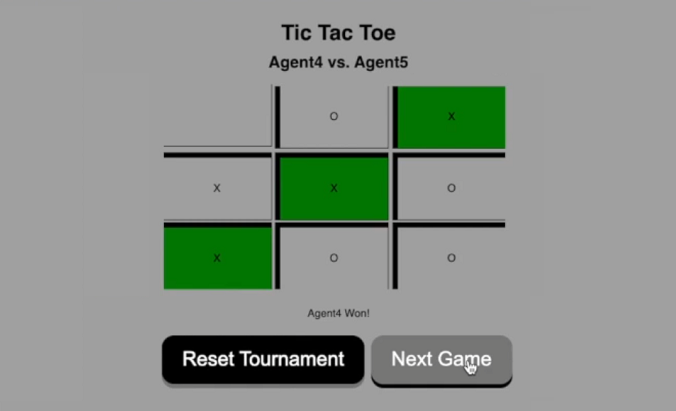 Tic Tac Toe
Agent4 vs. Agent5
O X
X X O
X O O
Agent4 Won!
Reset Tournament Next Game